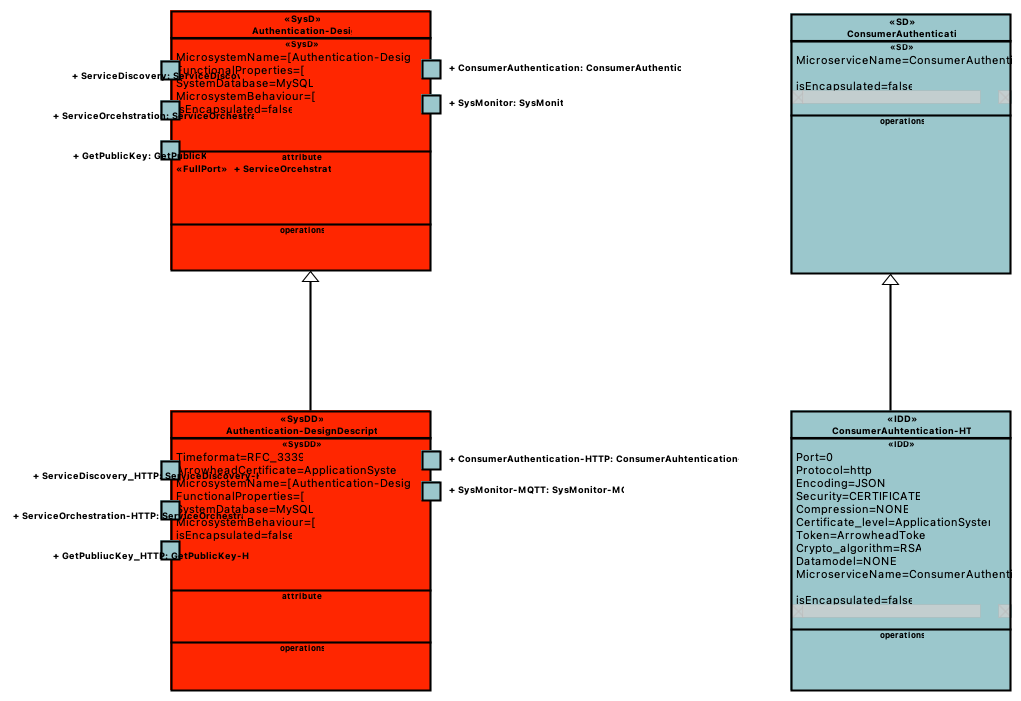 «SysD»
Authentication-Desi
«SysD»
MicrosystemName=[Authentication-Desig
FunctionalProperties=[
SystemDatabase=MySQL
MicrosystemBehaviour=[
isEncapsulated=false
+ ServiceDiscovery: ServiceDiscov
+ ServiceOrcehstration: ServiceOrchestra
+ GetPublicKey: GetPublicK
+ ConsumerAuthentication: ConsumerAuthentic
+ SysMonitor: SysMonit
attribute
«FullPort» + ServiceOrcehstrat
operations
«SD»
ConsumerAuthenticati
«SD»
MicroserviceName=ConsumerAuthenti
isEncapsulated=false
operations
«SysDD»
Authentication-DesignDescript
«SysDD»
Timeformat=RFC_3339
ArrowheadCertificate=ApplicationSyste
MicrosystemName=[Authentication-Desig
FunctionalProperties=[
SystemDatabase=MySQL
MicrosystemBehaviour=[
isEncapsulated=false
+ ServiceDiscovery_HTTP: ServiceDiscovery-
+ ServiceOrchestration-HTTP: ServiceOrchestr
+ GetPubliucKey_HTTP: GetPublicKey-H
+ ConsumerAuthentication-HTTP: ConsumerAuhtentication
+ SysMonitor-MQTT: SysMonitor-MQ
attribute
operations
«IDD»
ConsumerAuhtentication-HT
«IDD»
Port=0
Protocol=http
Encoding=JSON
Security=CERTIFICATE
Compression=NONE
Certificate_level=ApplicationSystem
Token=ArrowheadToke
Crypto_algorithm=RSA
Datamodel=NONE
MicroserviceName=ConsumerAuthenti
isEncapsulated=false
operations